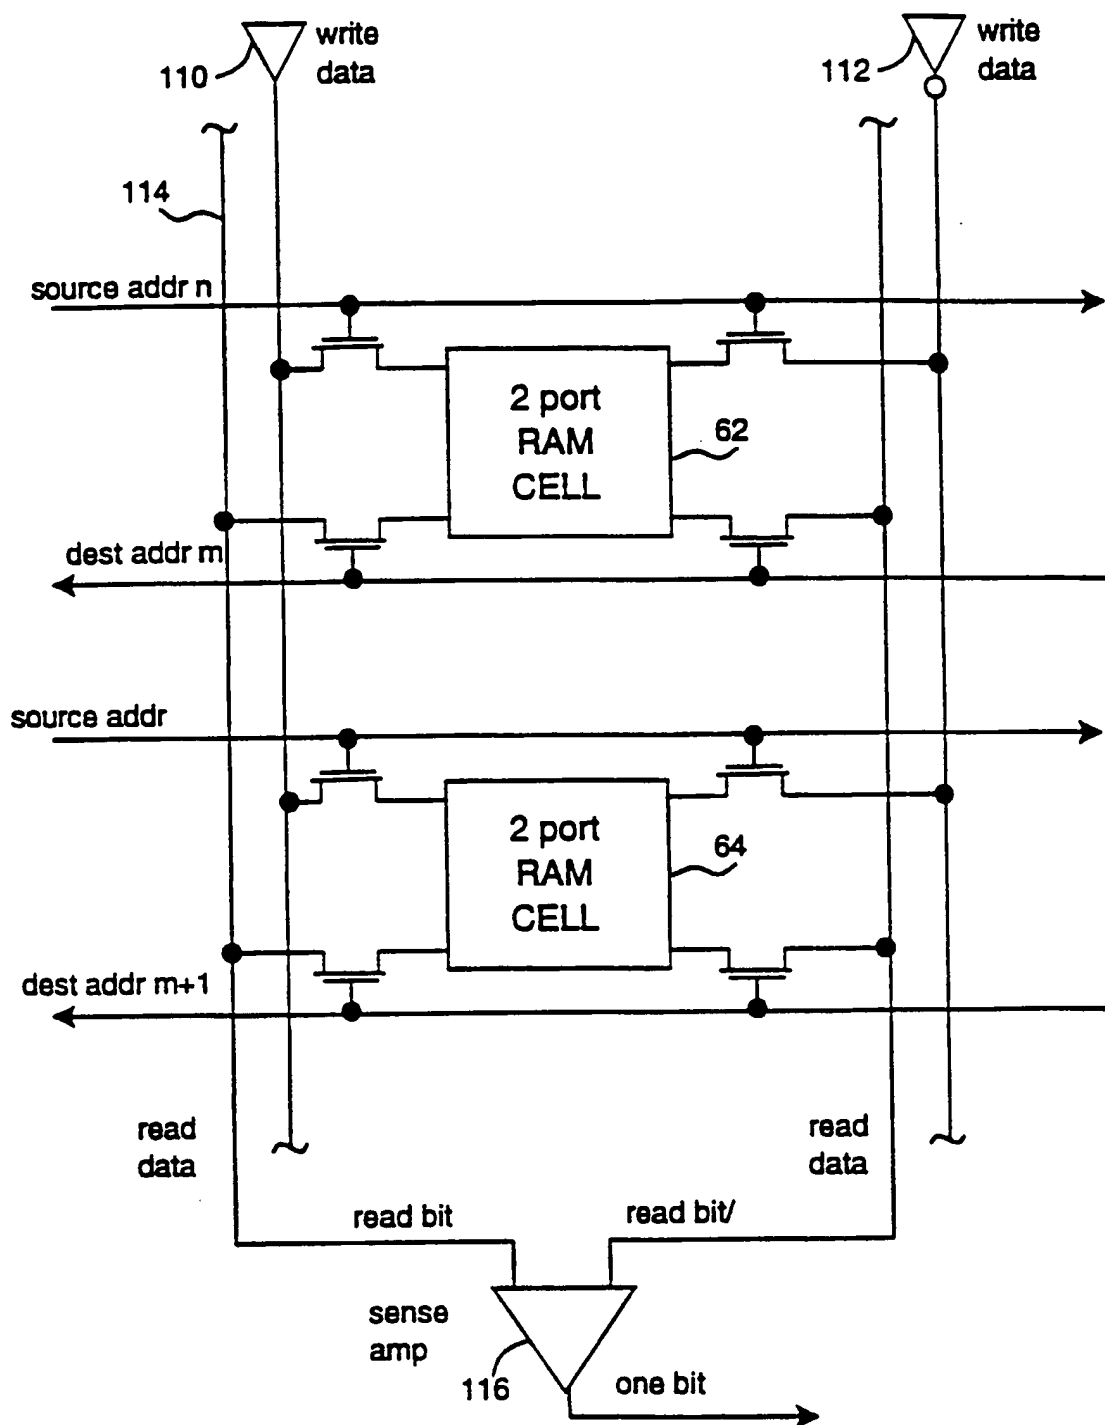 write
data
110
write
data
112
114
source addr n
2 port
RAM
CELL
62
dest addr m
source addr
2 port
RAM
CELL
64
dest addr m+1
read
data
read
data
read bit
read bit/
sense
amp
116
one bit